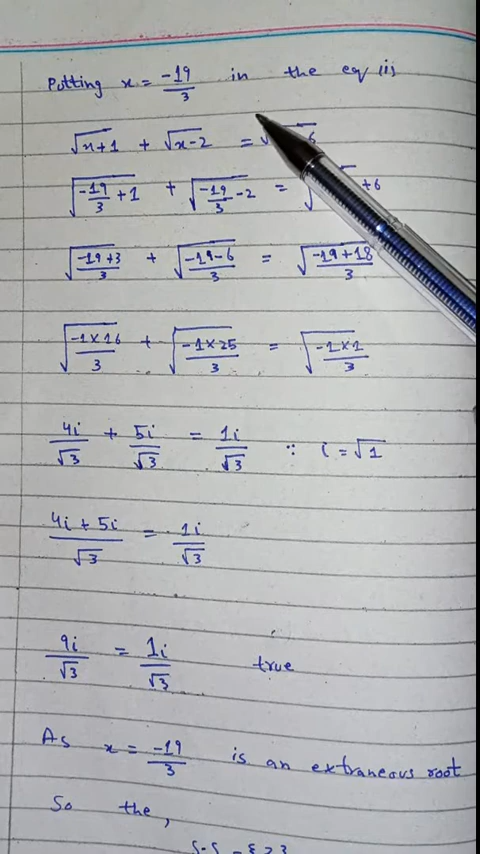 Putting x = -19/3 in the eq (i)
√x+1 + √x-2 = √ 6
√-19/3 +1 + √-19/3 -2 = √ +6
√-19+3/3 + √-19-6/3 = √-19+18/3
√-1×16/3 + √-1×25/3 = √-1×1/3
4i/√3 + 5i/√3 = 1i/√3 ∵ i = √1
4i + 5i/√3 = 1i/√3
9i/√3 = 1i/√3 true
As x = -19/3 is an extraneous root
So the,